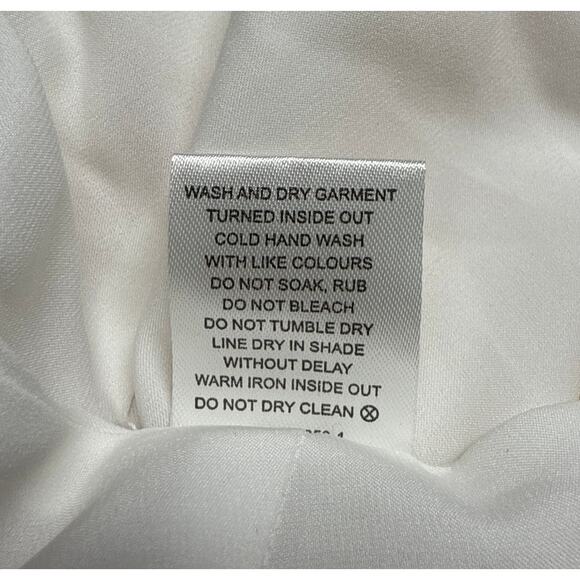 WASH AND DRY GARMENT
TURNED INSIDE OUT
COLD HAND WASH
WITH LIKE COLOURS
DO NOT SOAK, RUB
DO NOT BLEACH
DO NOT TUMBLE DRY
LINE DRY IN SHADE
WITHOUT DELAY
WARM IRON INSIDE OUT
DO NOT DRY CLEAN